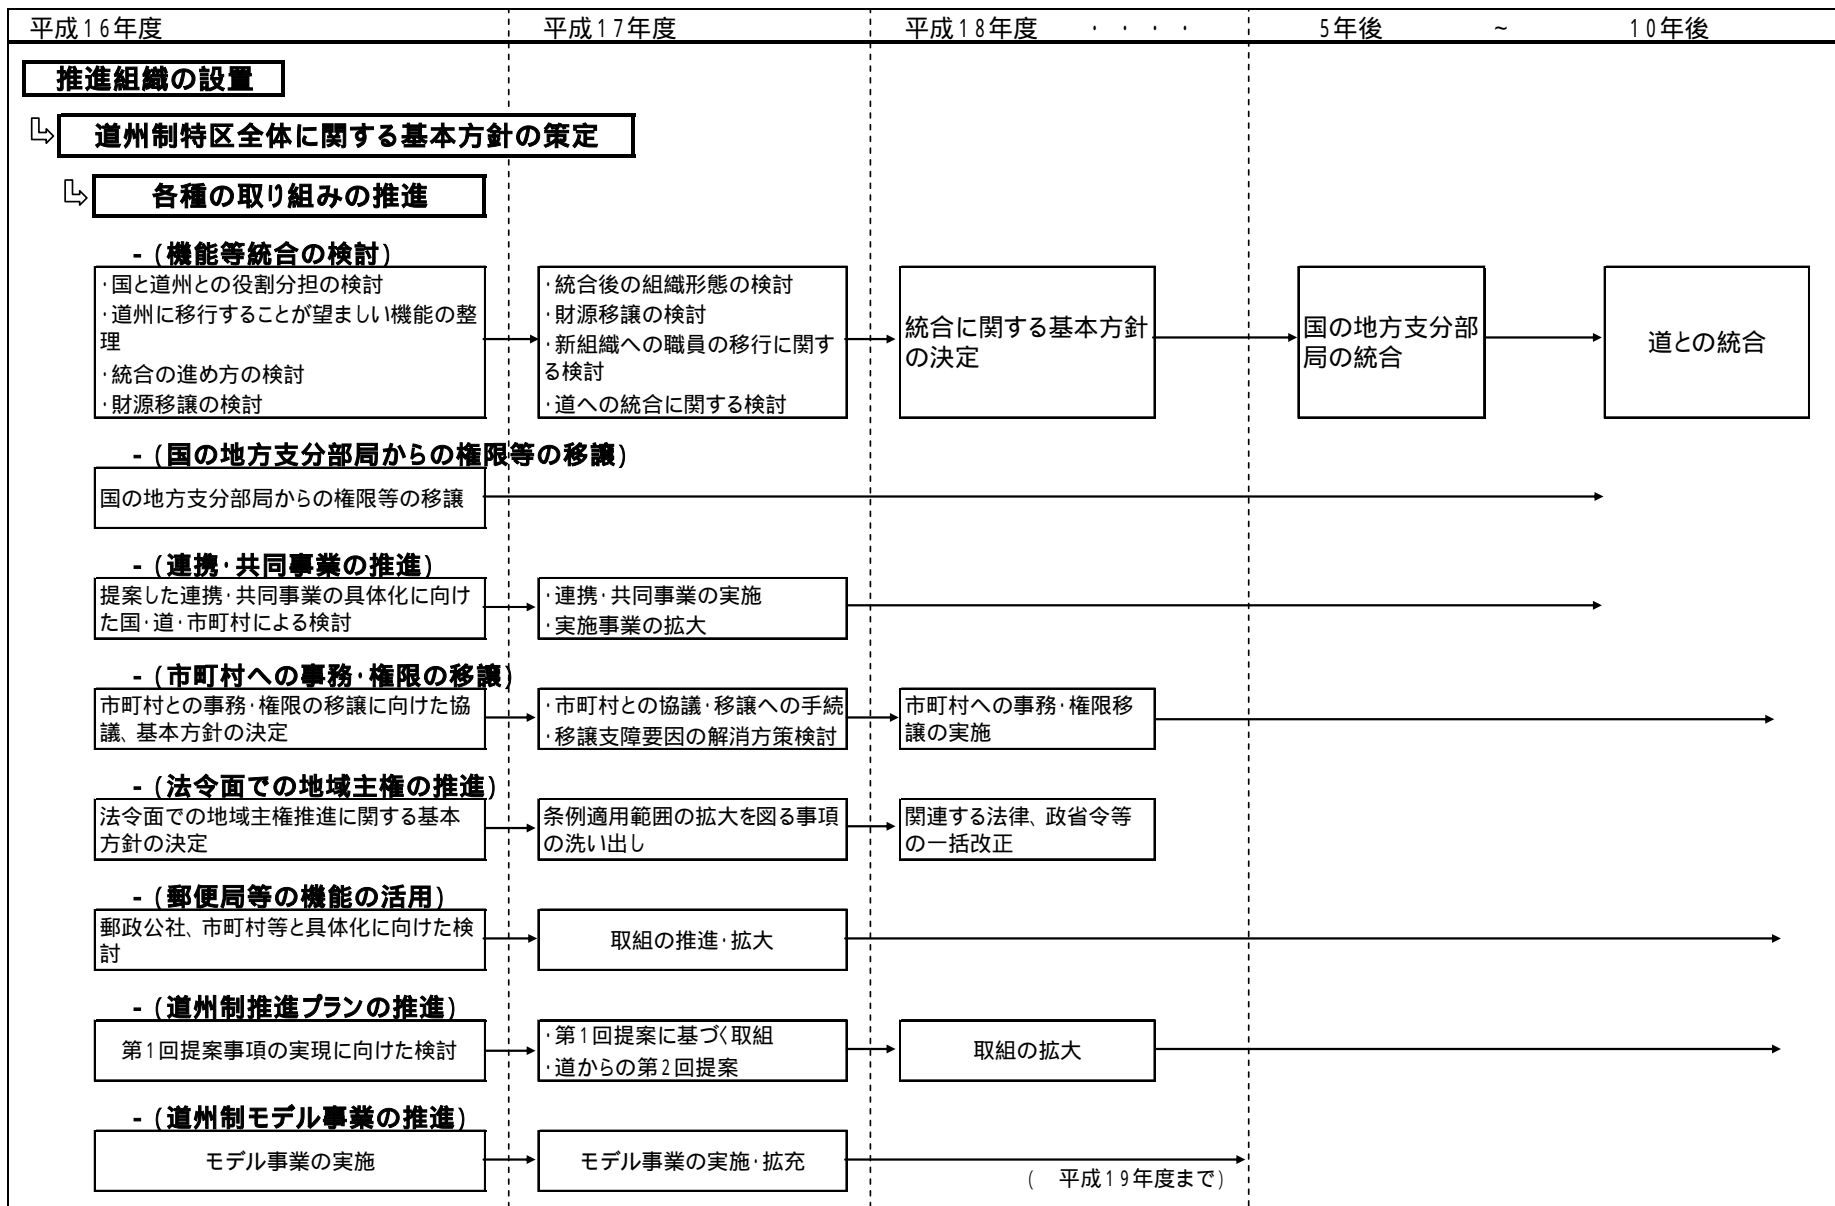 平成16年度 平成17年度 平成18年度 ・・・・ 5年後 ~ 10年後
推進組織の設置
道州制特区全体に関する基本方針の策定
各種の取り組みの推進
-(機能等統合の検討)
・国と道州との役割分担の検討
・道州に移行することが望ましい機能の整
理
・統合の進め方の検討
・財源移譲の検討
・統合後の組織形態の検討
・財源移譲の検討
・新組織への職員の移行に関す
る検討
・道への統合に関する検討
統合に関する基本方針
の決定
国の地方支分部
局の統合
道との統合
-(国の地方支分部局からの権限等の移譲)
国の地方支分部局からの権限等の移譲
-(連携・共同事業の推進)
提案した連携・共同事業の具体化に向け
た国・道・市町村による検討
・連携・共同事業の実施
・実施事業の拡大
-(市町村への事務・権限の移譲)
市町村との事務・権限の移譲に向けた協
議、基本方針の決定
・市町村との協議・移譲への手続
・移譲支障要因の解消方策検討
市町村への事務・権限移
譲の実施
-(法令面での地域主権の推進)
法令面での地域主権推進に関する基本
方針の決定
条例適用範囲の拡大を図る事項
の洗い出し
関連する法律、政省令等
の一括改正
-(郵便局等の機能の活用)
郵政公社、市町村等と具体化に向けた検
討
取組の推進・拡大
-(道州制推進プランの推進)
第1回提案事項の実現に向けた検討
・第1回提案に基づく取組
・道からの第2回提案
取組の拡大
-(道州制モデル事業の推進)
モデル事業の実施
モデル事業の実施・拡充
( 平成19年度まで)